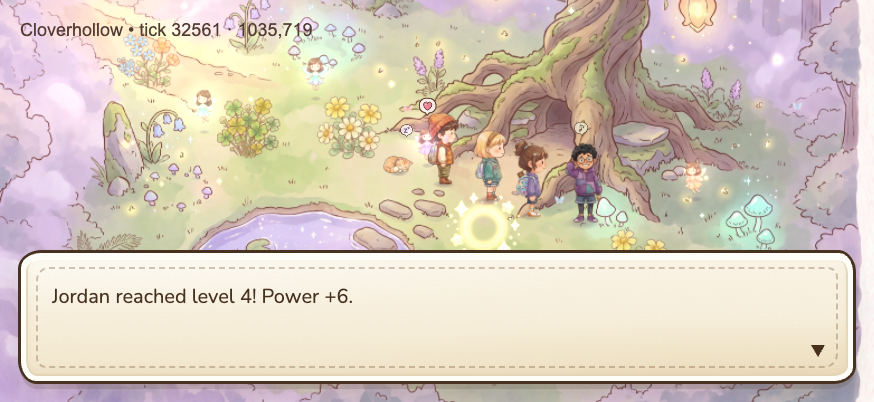 Cloverhollow • tick 32561 · 1035,719
Jordan reached level 4! Power +6.